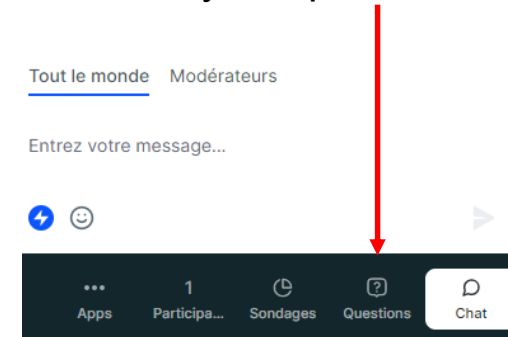 Tout le monde Modérateurs
Entrez votre message...
1
Apps Participa... Sondages Questions Chat